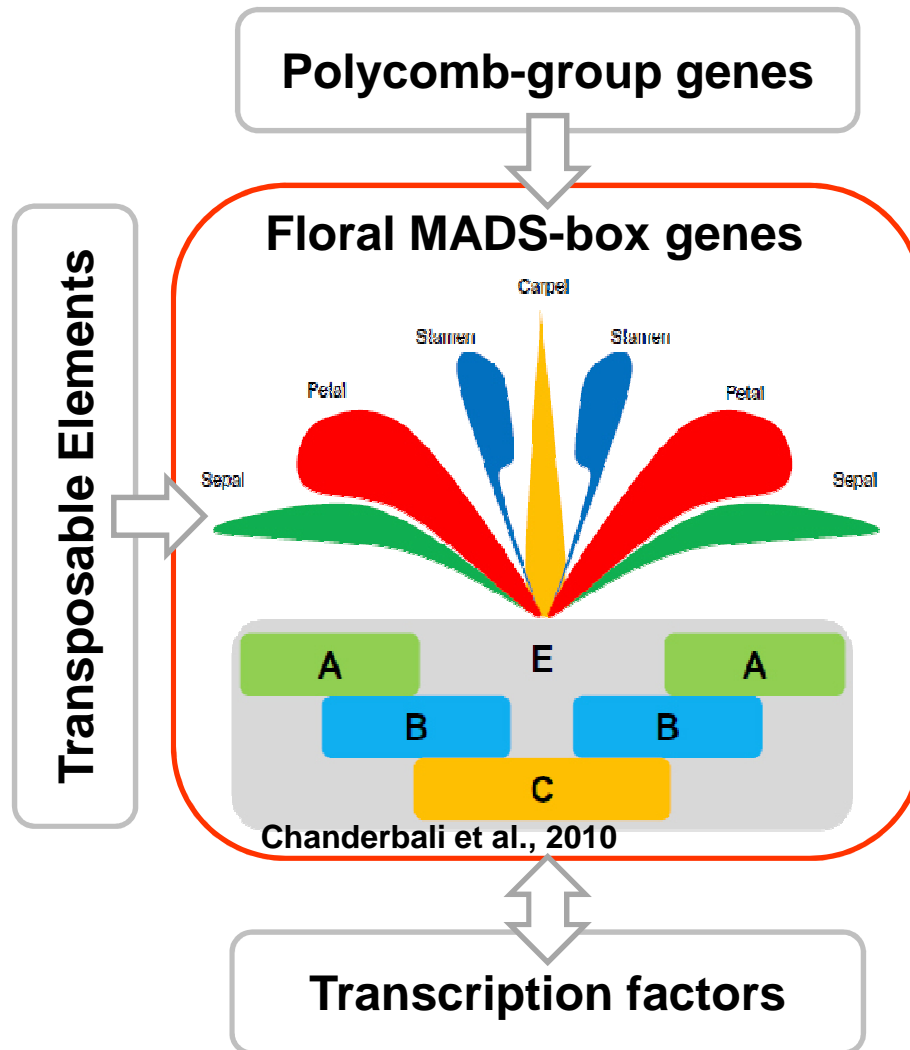 Polycomb-group genes
Transposable Elements
Floral MADS-box genes
Carpel
Stamen Stamen
Petal Petal
Sepal Sepal
A E A
B B
C
Chanderbali et al., 2010
Transcription factors